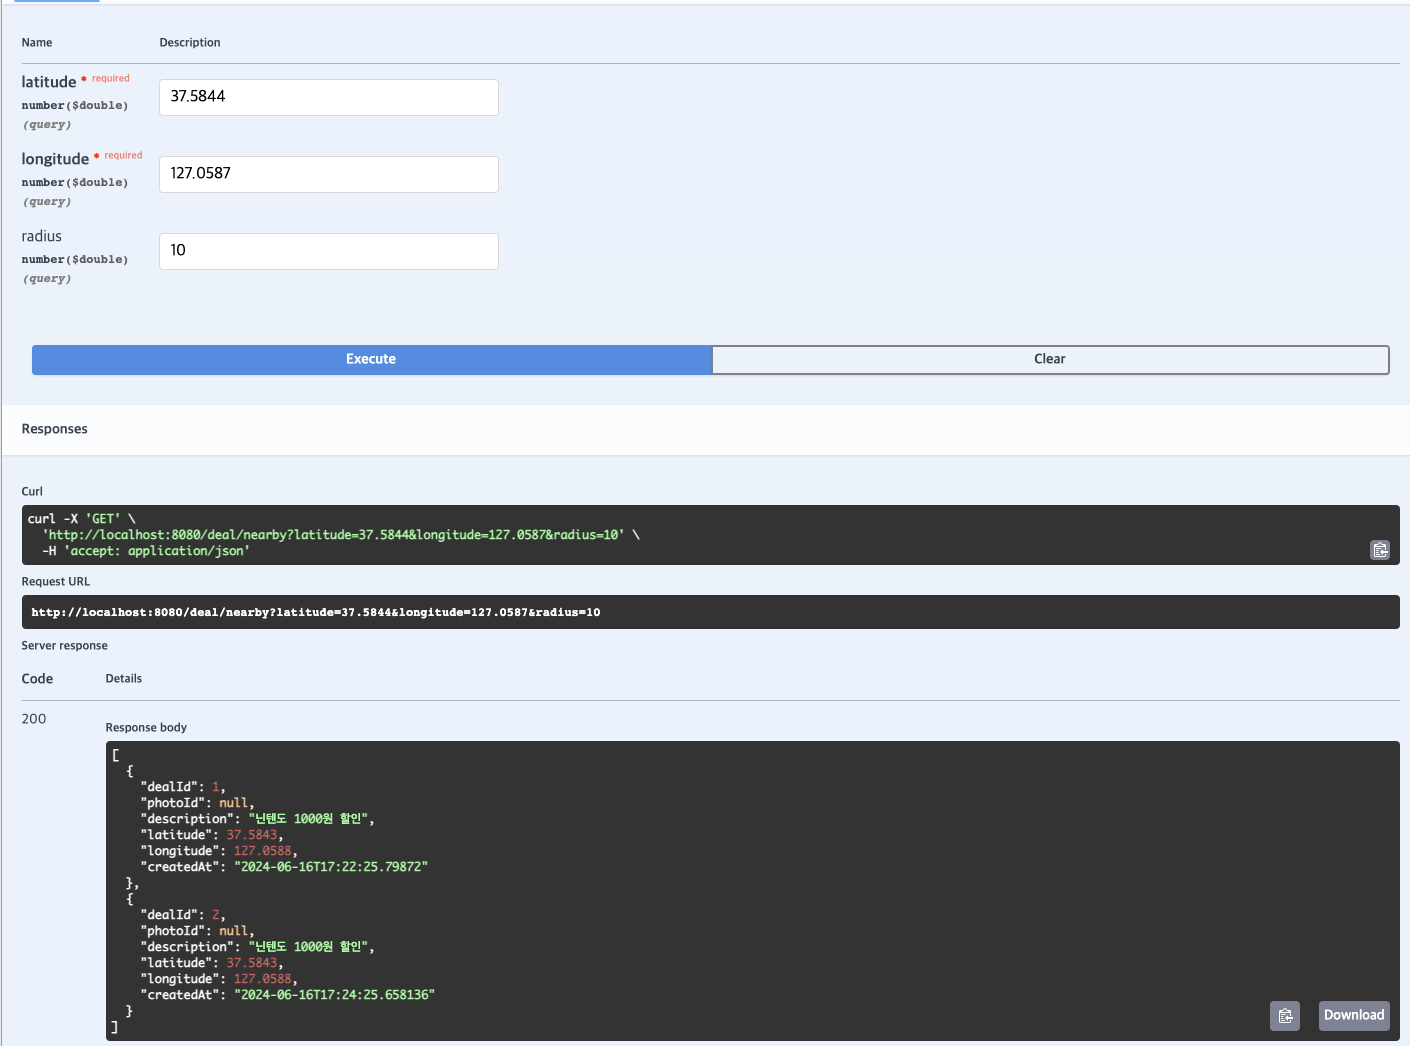 Name Description
latitude * required
number($double)
(query)
37.5844
longitude * required
number($double)
(query)
127.0587
radius
number($double)
(query)
10
Execute Clear
Responses
Curl
curl -X 'GET' \
  'http://localhost:8080/deal/nearby?latitude=37.5844&longitude=127.0587&radius=10' \
  -H 'accept: application/json'
Request URL
http://localhost:8080/deal/nearby?latitude=37.5844&longitude=127.0587&radius=10
Server response
Code Details
200
Response body
[
  {
    "dealId": 1,
    "photoId": null,
    "description": "닌텐도 1000원 할인",
    "latitude": 37.5843,
    "longitude": 127.0588,
    "createdAt": "2024-06-16T17:22:25.79872"
  },
  {
    "dealId": 2,
    "photoId": null,
    "description": "닌텐도 1000원 할인",
    "latitude": 37.5843,
    "longitude": 127.0588,
    "createdAt": "2024-06-16T17:24:25.658136"
  }
]
Download